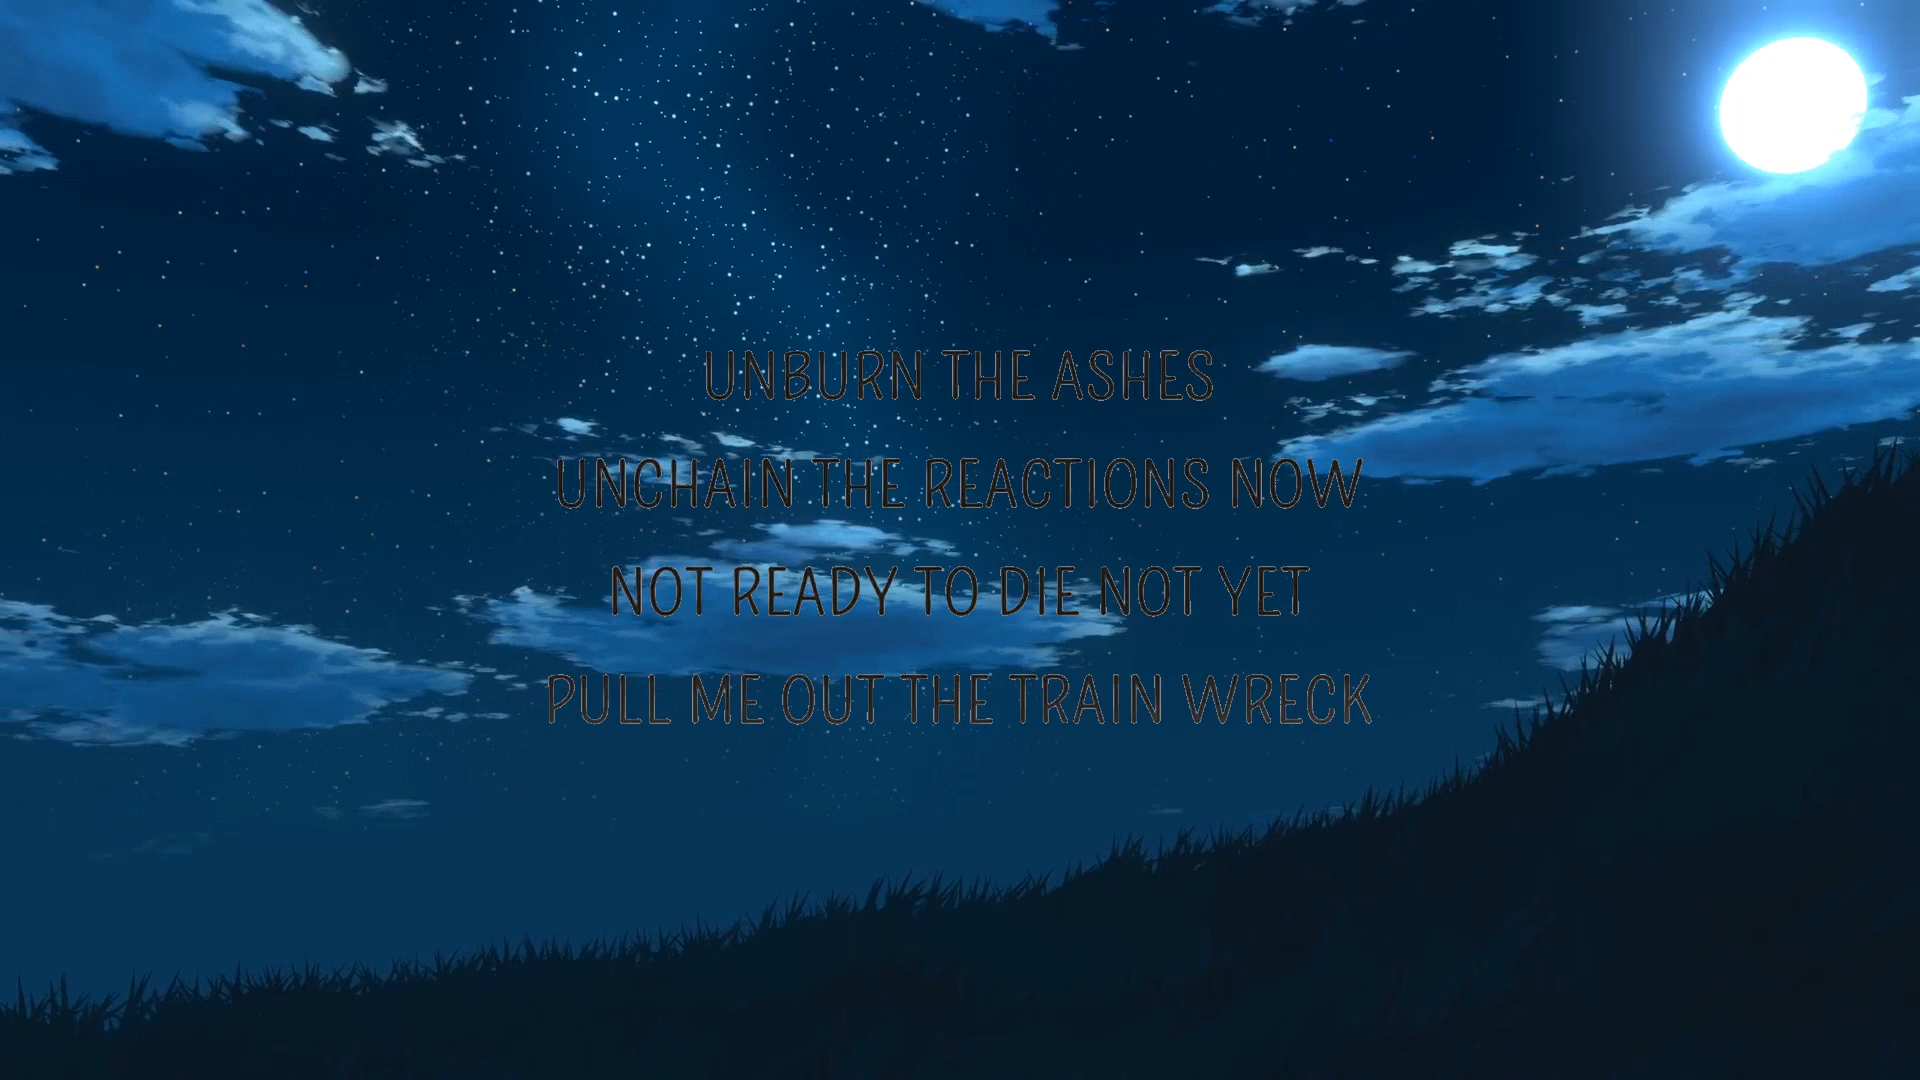 UNBURN THE ASHES
UNCHAIN THE REACTIONS NOW
NOT READY TO DIE NOT YET
PULL ME OUT THE TRAIN WRECK